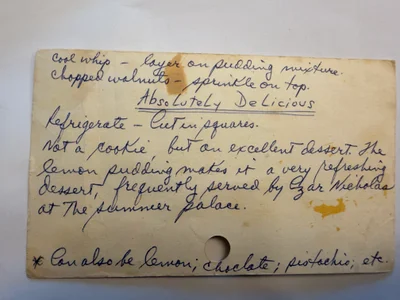 cool whip - layer on pudding mixture.
chopped walnuts - sprinkle on top.
Absolutely DeLicious
Refrigerate - Cut in squares.
Not a cookie but an excellent dessert. The
lemon pudding makes it a very refreshing
dessert, frequently served by Czar Nicholas
at The summer palace.
* Can also be lemon; choclate; pistachio; etc.